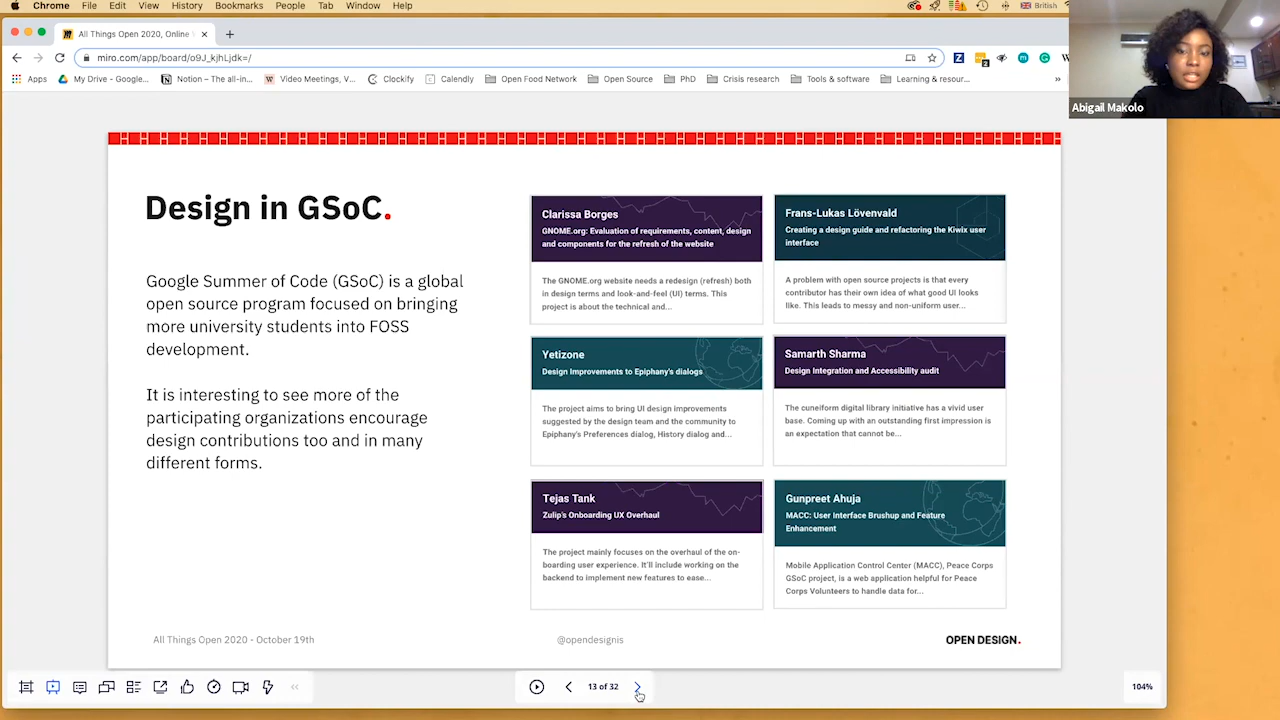 Chrome File Edit View History Bookmarks People Tab Window Help
British
All Things Open 2020, Online
miro.com/app/board/o9J_kjhLjdk=/
Apps My Drive - Google... Notion – The all-in... Video Meetings, V... Clockify Calendly Open Food Network Open Source PhD Crisis research Tools & software Learning & resour... »
Abigail Makolo
Design in GSoC.
Google Summer of Code (GSoC) is a global
open source program focused on bringing
more university students into FOSS
development.
It is interesting to see more of the
participating organizations encourage
design contributions too and in many
different forms.
Clarissa Borges
GNOME.org: Evaluation of requirements, content, design
and components for the refresh of the website
The GNOME.org website needs a redesign (refresh) both
in design terms and look-and-feel (UI) terms. This
project is about the technical and...
Frans-Lukas Lövenvald
Creating a design guide and refactoring the Kiwix user
interface
A problem with open source projects is that every
contributor has their own idea of what good UI looks
like. This leads to messy and non-uniform user...
Yetizone
Design Improvements to Epiphany's dialogs
The project aims to bring UI design improvements
suggested by the design team and the community to
Epiphany's Preferences dialog, History dialog and...
Samarth Sharma
Design Integration and Accessibility audit
The cuneiform digital library initiative has a vivid user
base. Coming up with an outstanding first impression is
an expectation that cannot be...
Tejas Tank
Zulip's Onboarding UX Overhaul
The project mainly focuses on the overhaul of the on-
boarding user experience. It'll include working on the
backend to implement new features to ease...
Gunpreet Ahuja
MACC: User Interface Brushup and Feature
Enhancement
Mobile Application Control Center (MACC), Peace Corps
GSoC project, is a web application helpful for Peace
Corps Volunteers to handle data for...
All Things Open 2020 - October 19th
@opendesignis
OPEN DESIGN.
13 of 32
104%